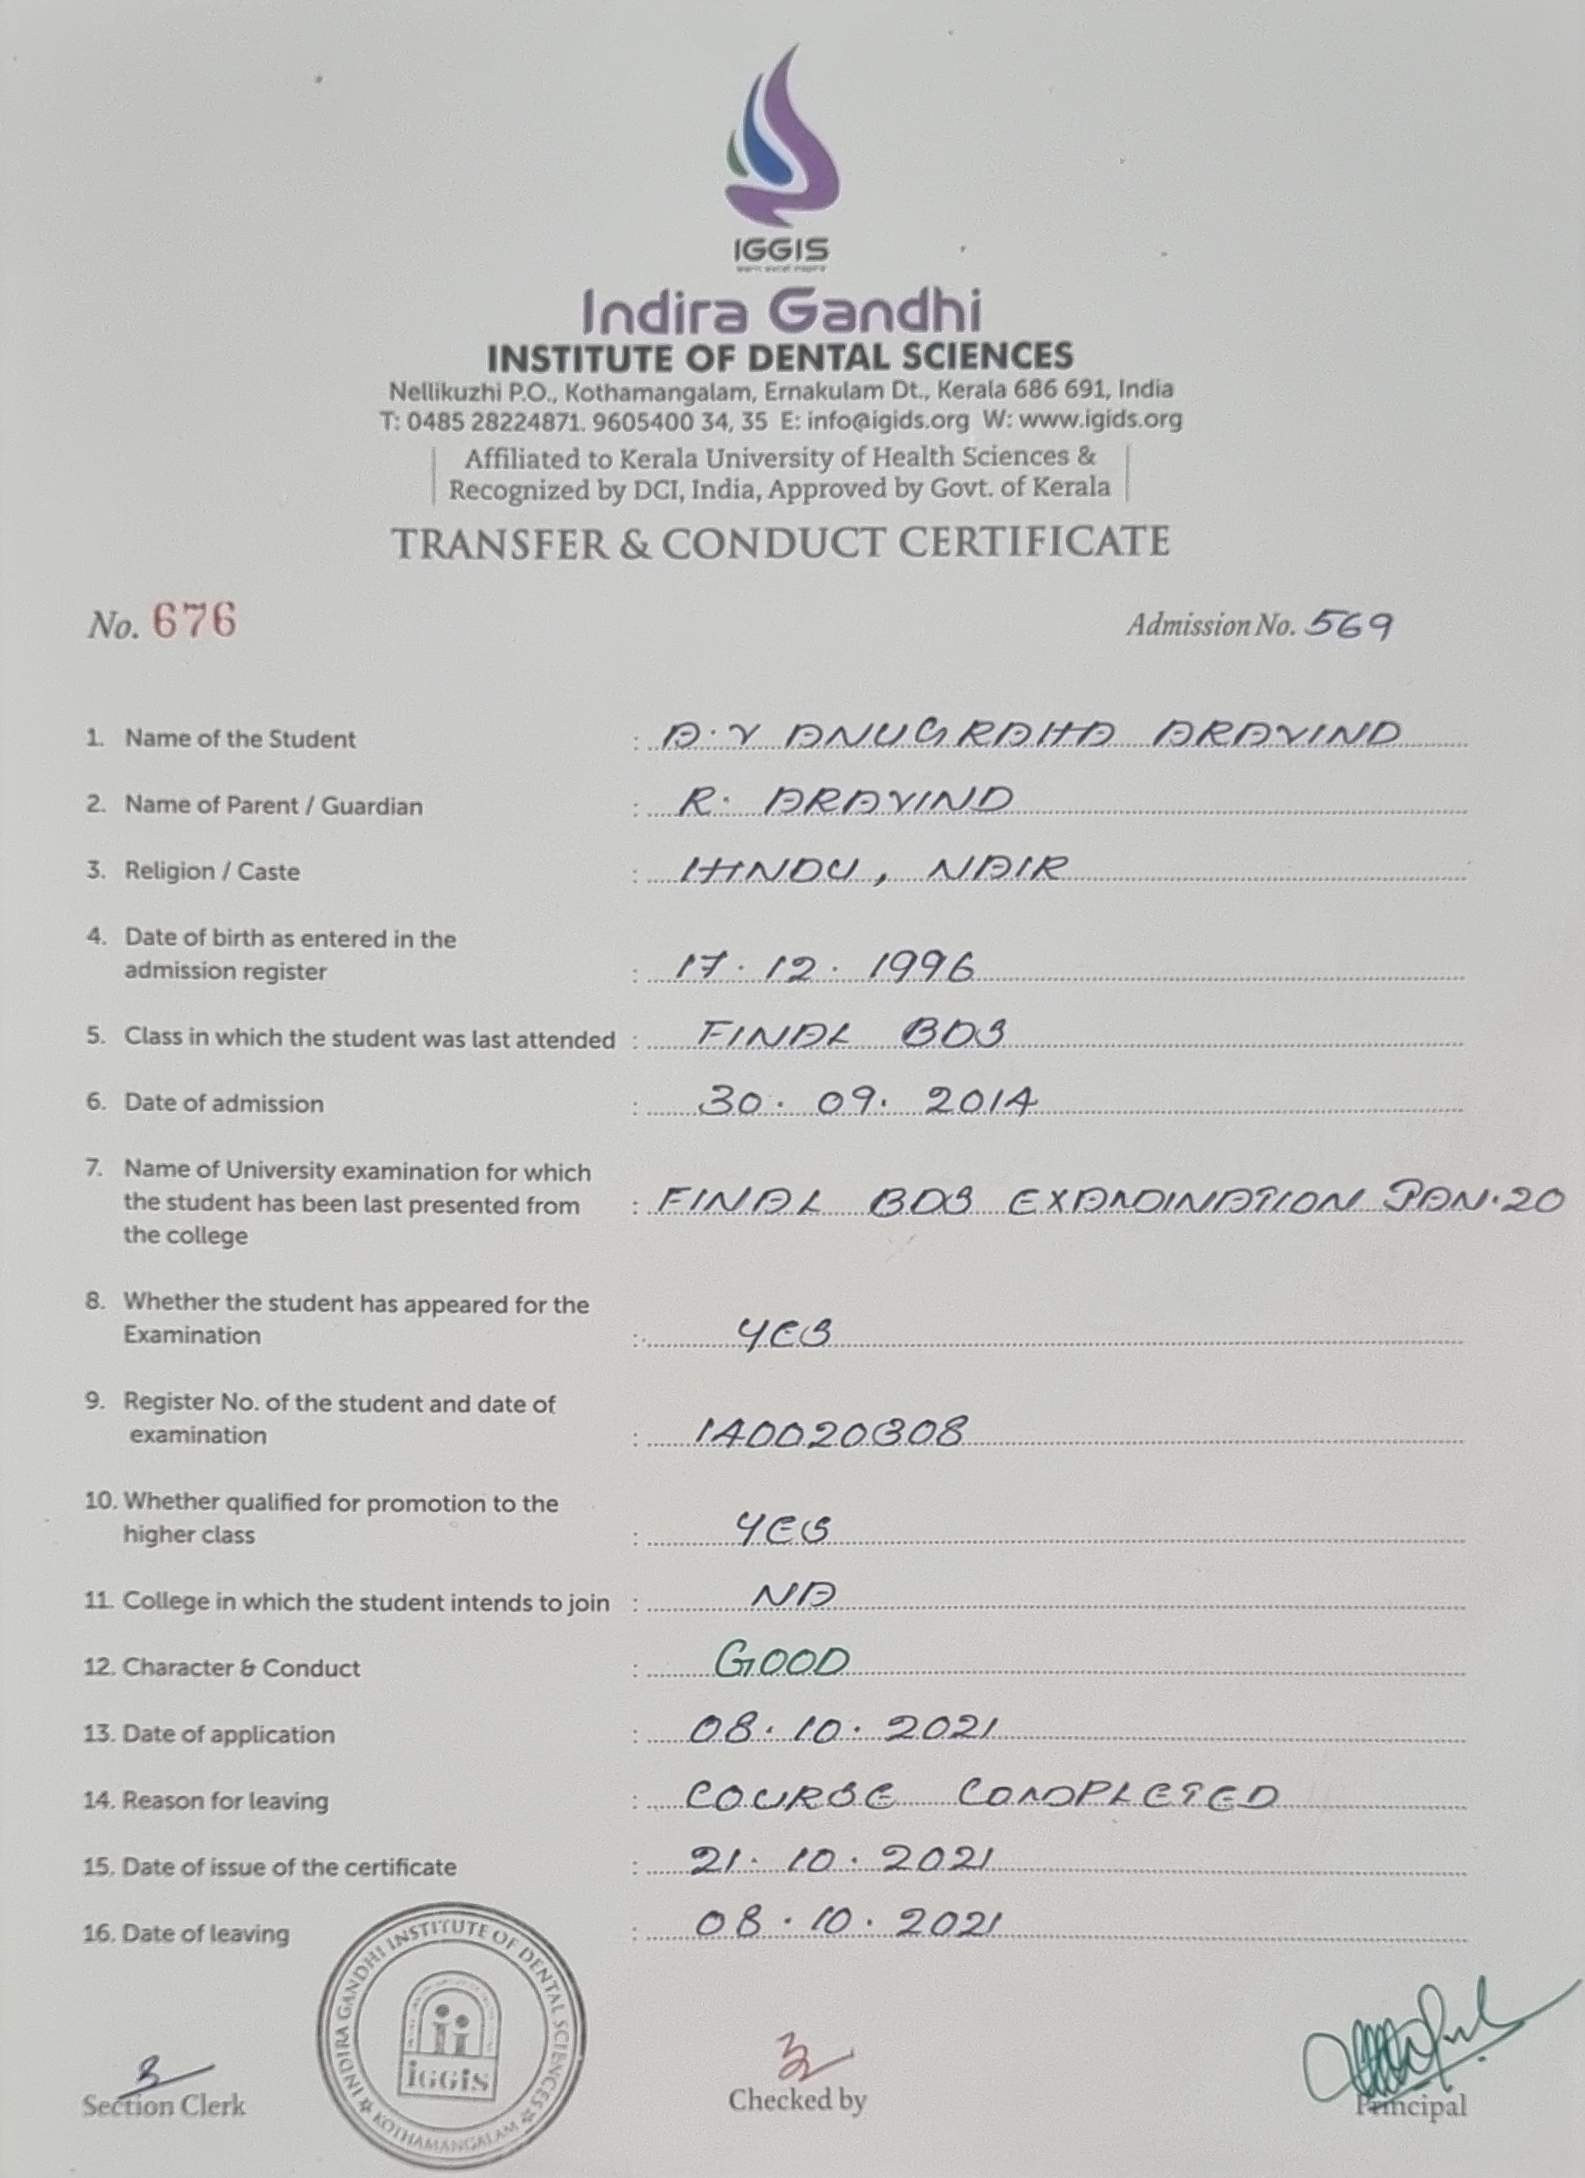 IGGIS
Indira Gandhi
INSTITUTE OF DENTAL SCIENCES
Nellikuzhi P.O., Kothamangalam, Ernakulam Dt., Kerala 686 691, India
T: 0485 28224871. 9605400 34, 35 E: info@igids.org W: www.igids.org
Affiliated to Kerala University of Health Sciences &
Recognized by DCI, India, Approved by Govt. of Kerala
TRANSFER & CONDUCT CERTIFICATE
No. 676 Admission No. 569
1. Name of the Student : A.V ANUGRAHA ARAVIND
2. Name of Parent / Guardian : R. ARAVIND
3. Religion / Caste : HINDU, NAIR
4. Date of birth as entered in the
admission register : 17.12.1996
5. Class in which the student was last attended : FINAL BDS
6. Date of admission : 30.09.2014
7. Name of University examination for which
the student has been last presented from : FINAL BDS EXAMINATION JAN.20
the college
8. Whether the student has appeared for the
Examination : YES
9. Register No. of the student and date of
examination : 140020308
10. Whether qualified for promotion to the
higher class : YES
11. College in which the student intends to join : NA
12. Character & Conduct : GOOD
13. Date of application : 08.10.2021
14. Reason for leaving : COURSE COMPLETED
15. Date of issue of the certificate : 21.10.2021
16. Date of leaving : 08.10.2021
INDIRA GANDHI INSTITUTE OF DENTAL SCIENCES
KOTHAMANGALAM
iGGiS
Section Clerk Checked by Principal